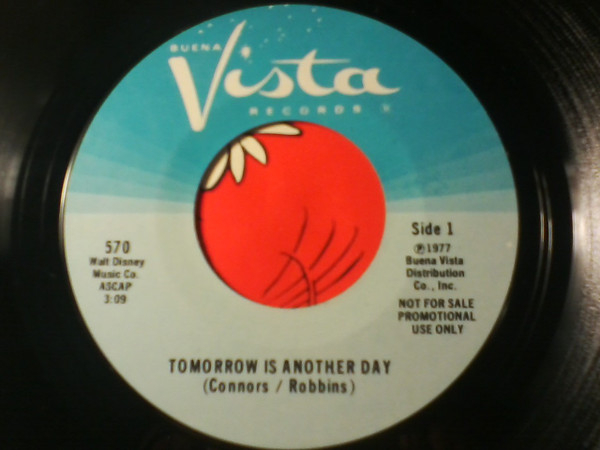 BUENA
Vista
RECORDS
570
Walt Disney
Music Co.
ASCAP
3:09
Side 1
℗1977
Buena Vista
Distribution
Co., Inc.
NOT FOR SALE
PROMOTIONAL
USE ONLY
TOMORROW IS ANOTHER DAY
(Connors / Robbins)